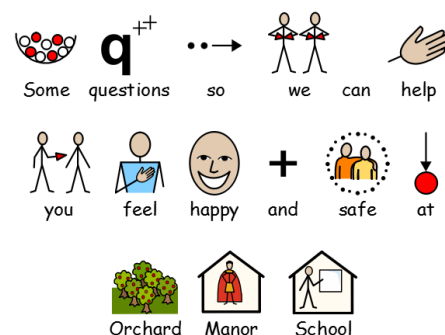 q++
Some questions so we can help
you feel happy and safe at
Orchard Manor School